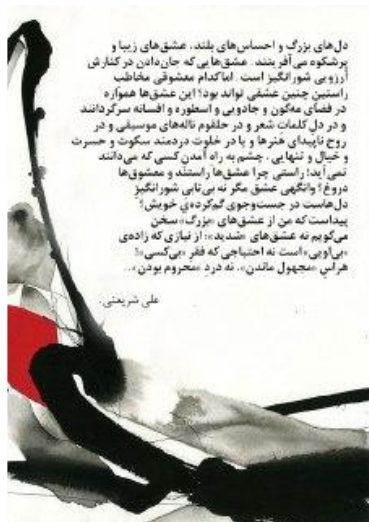 دل‌های بزرگ و احساس‌های بلند، عشق‌های زیبا و
پرشکوه می‌آفرینند. عشق‌هایی که جان‌دادن در کنارش
آرزویی شورانگیز است. اما کدام معشوقی مخاطب
راستین چنین عشقی تواند بود؟ این عشق‌ها همواره
در فضای مه‌گون و جادویی و اسطوره و افسانه سرگردانند
و در دل کلمات شعر و در حلقوم ناله‌های موسیقی و در
روح ناپیدای هنرها و یا در خلوت دردمند سکوت و حسرت
و خیال و تنهایی، چشم به راه آمدن کسی که می‌دانند
نمی‌آید! راستی چرا عشق‌ها راستند و معشوق‌ها
دروغ؟ وانگهی عشق مگر نه بی‌تابی شورانگیز
دل‌هاست در جست‌وجوی گم‌کرده‌ی خویش؟
پیداست که من از عشق‌های «بزرگ» سخن
می‌گویم نه عشق‌های «شدید»؛ از نیازی که زاده‌ی
«بی‌اویی» است نه احتیاجی که فقر «بی‌کسی»!
هراس «مجهول ماندن»، نه درد «محروم بودن»...
علی شریعتی.